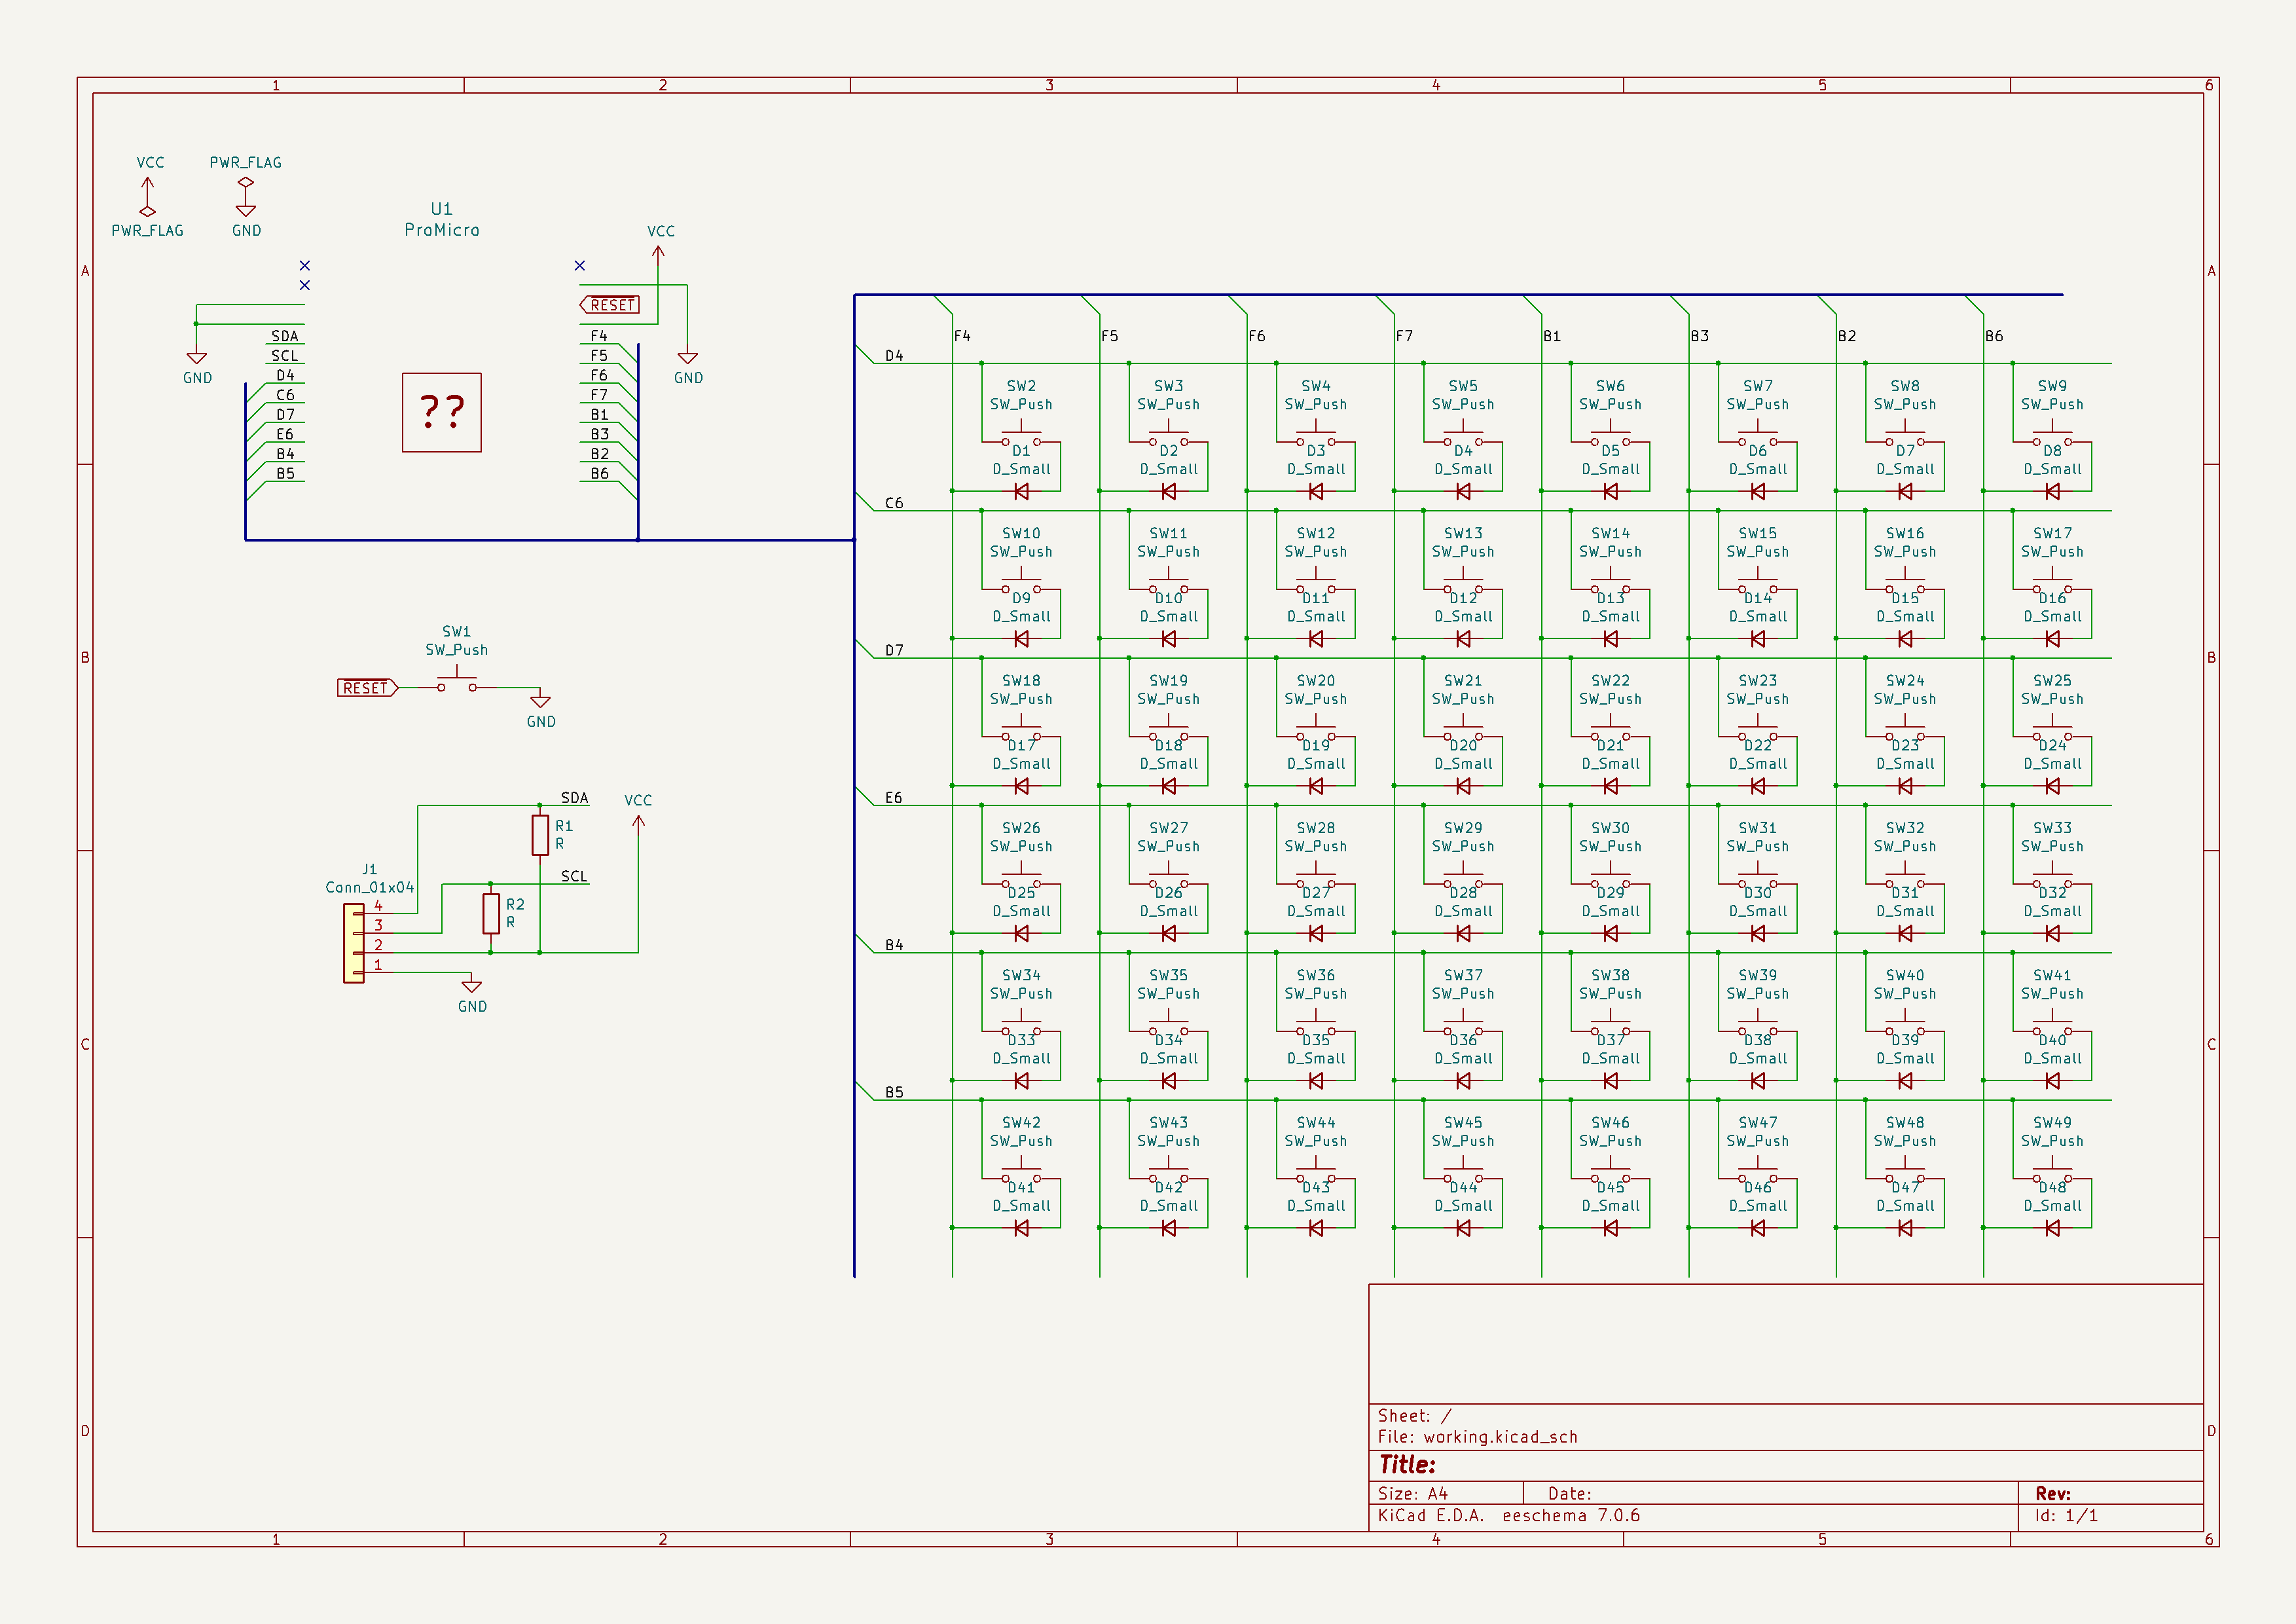 1 2 3 4 5 6
VCC PWR_FLAG
PWR_FLAG GND
U1
ProMicro
VCC
A A
RESET
SDA F4
SCL F5
GND D4 F6 GND
C6 F7
D7 B1
?? 
E6 B3
B4 B2
B5 B6
F4 F5 F6 F7 B1 B3 B2 B6
D4
SW2 SW3 SW4 SW5 SW6 SW7 SW8 SW9
SW_Push SW_Push SW_Push SW_Push SW_Push SW_Push SW_Push SW_Push
D1 D2 D3 D4 D5 D6 D7 D8
D_Small D_Small D_Small D_Small D_Small D_Small D_Small D_Small
C6
SW10 SW11 SW12 SW13 SW14 SW15 SW16 SW17
SW_Push SW_Push SW_Push SW_Push SW_Push SW_Push SW_Push SW_Push
D9 D10 D11 D12 D13 D14 D15 D16
D_Small D_Small D_Small D_Small D_Small D_Small D_Small D_Small
SW1
SW_Push
RESET
GND
B B
D7
SW18 SW19 SW20 SW21 SW22 SW23 SW24 SW25
SW_Push SW_Push SW_Push SW_Push SW_Push SW_Push SW_Push SW_Push
D17 D18 D19 D20 D21 D22 D23 D24
D_Small D_Small D_Small D_Small D_Small D_Small D_Small D_Small
SDA VCC
R1
R
J1
Conn_01x04
SCL
R2
R
4
3
2
1
GND
E6
SW26 SW27 SW28 SW29 SW30 SW31 SW32 SW33
SW_Push SW_Push SW_Push SW_Push SW_Push SW_Push SW_Push SW_Push
D25 D26 D27 D28 D29 D30 D31 D32
D_Small D_Small D_Small D_Small D_Small D_Small D_Small D_Small
B4
SW34 SW35 SW36 SW37 SW38 SW39 SW40 SW41
SW_Push SW_Push SW_Push SW_Push SW_Push SW_Push SW_Push SW_Push
C C
D33 D34 D35 D36 D37 D38 D39 D40
D_Small D_Small D_Small D_Small D_Small D_Small D_Small D_Small
B5
SW42 SW43 SW44 SW45 SW46 SW47 SW48 SW49
SW_Push SW_Push SW_Push SW_Push SW_Push SW_Push SW_Push SW_Push
D41 D42 D43 D44 D45 D46 D47 D48
D_Small D_Small D_Small D_Small D_Small D_Small D_Small D_Small
Sheet: /
File: working.kicad_sch
D D
Title:
Size: A4 Date: Rev:
KiCad E.D.A. eeschema 7.0.6 Id: 1/1
1 2 3 4 5 6